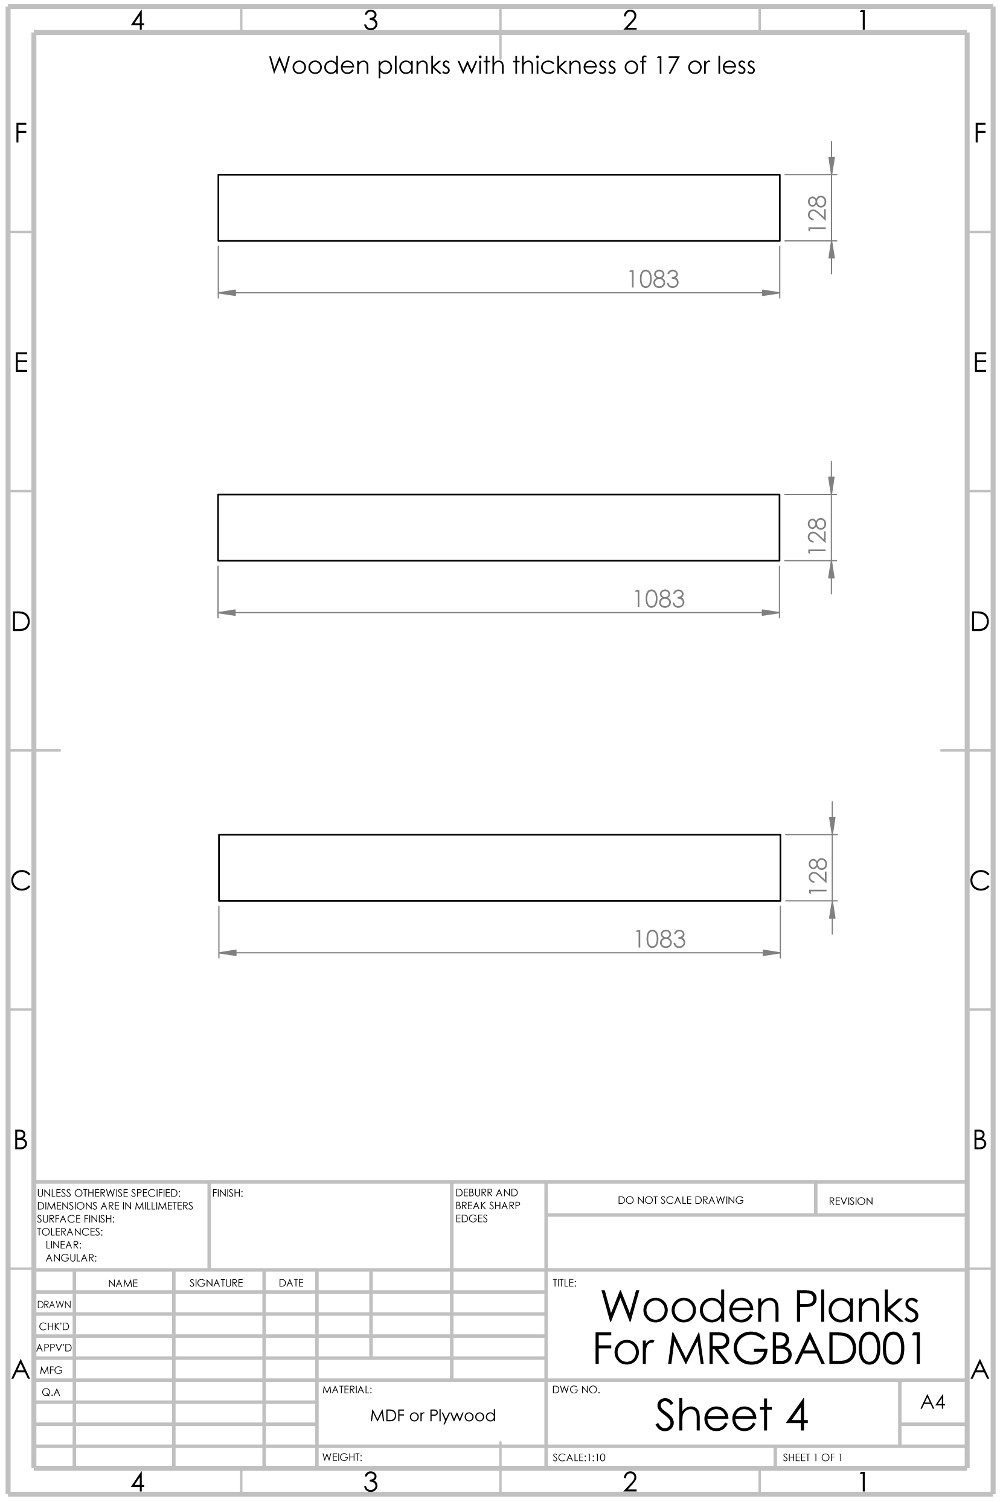 4 3 2 1
Wooden planks with thickness of 17 or less
F F
128
1083
E E
128
1083
D D
128
C C
1083
B B
UNLESS OTHERWISE SPECIFIED:
DIMENSIONS ARE IN MILLIMETERS
SURFACE FINISH:
TOLERANCES:
LINEAR:
ANGULAR:
FINISH:
DEBURR AND
BREAK SHARP
EDGES
DO NOT SCALE DRAWING
REVISION
NAME SIGNATURE DATE
DRAWN
CHK'D
APPV'D
MFG
Q.A
TITLE:
Wooden Planks
For MRGBAD001
A A
MATERIAL:
MDF or Plywood
DWG NO.
Sheet 4
A4
WEIGHT:
SCALE:1:10
SHEET 1 OF 1
4 3 2 1